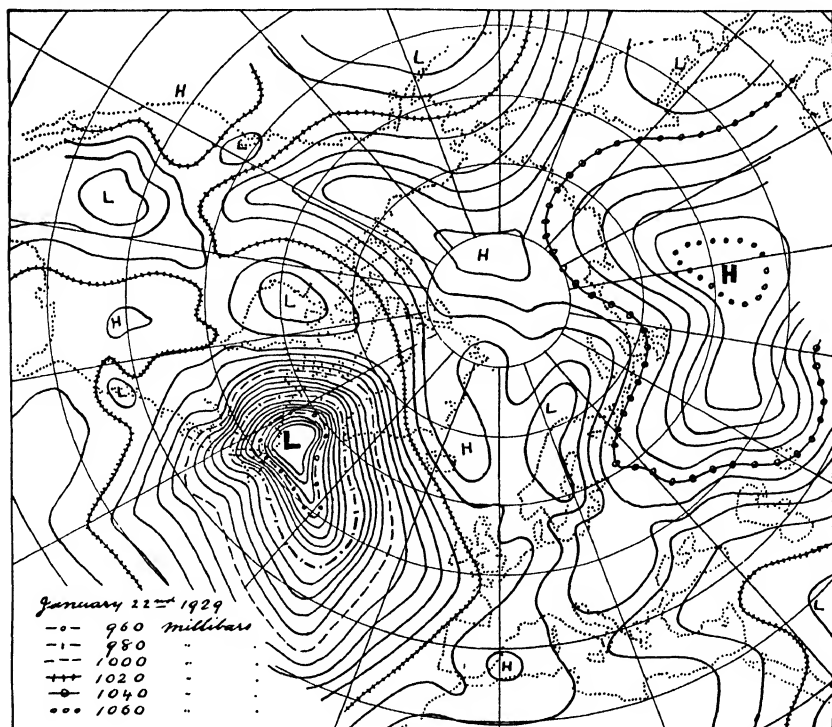 L
L
H
L
L
H
H
L
H
L
L
L
H
L
H
L
January 22nd 1929
-o- 960 Millibars
-ı- 980 " .
--- 1000 " .
+++ 1020 " .
-o- 1040 " .
••• 1060 " .